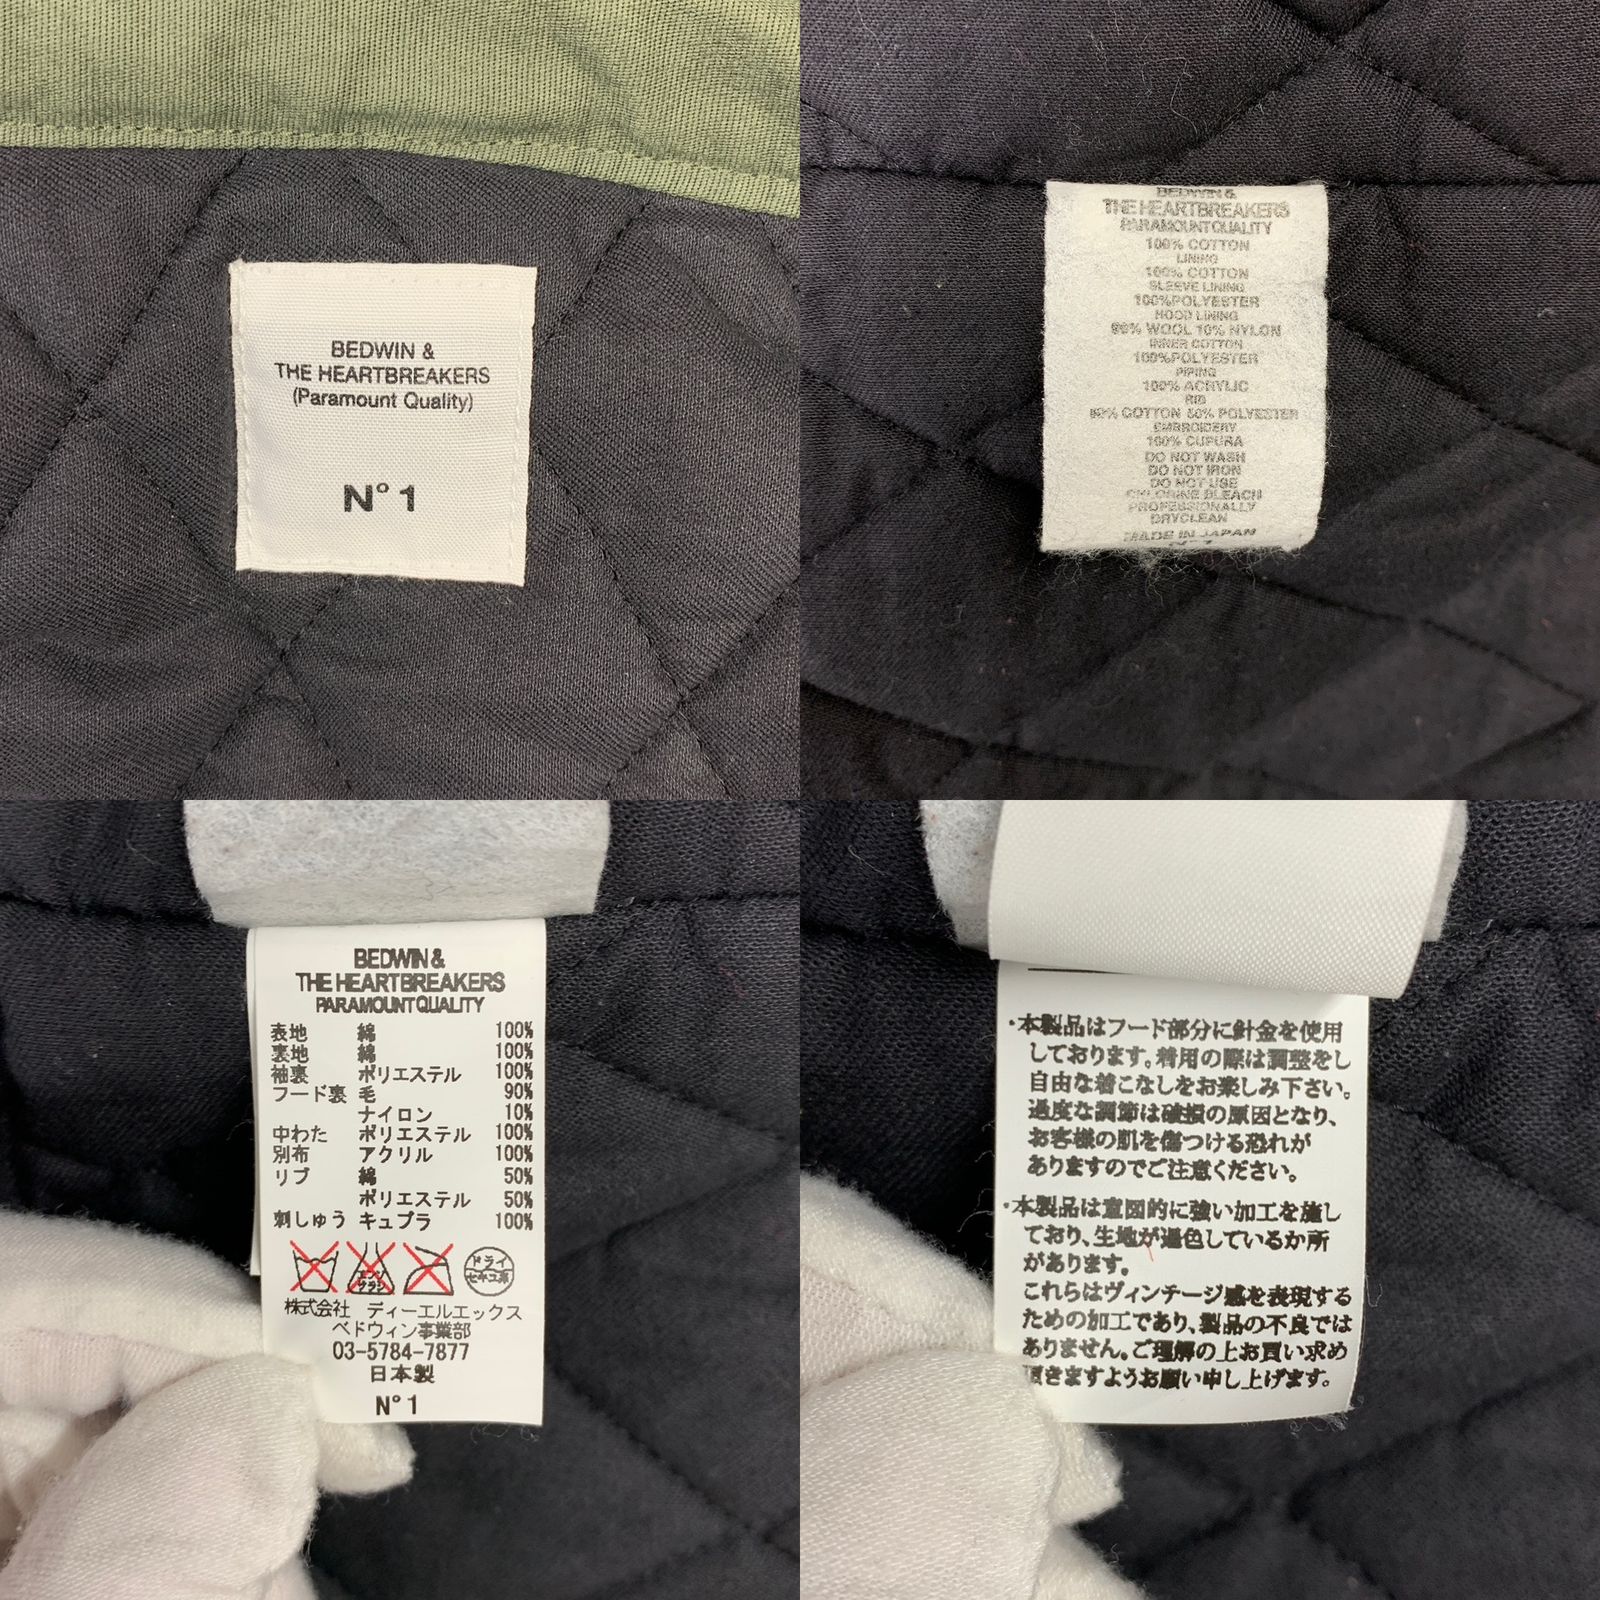 BEDWIN &
THE HEARTBREAKERS
(Paramount Quality)
N° 1
BEDWIN &
THE HEARTBREAKERS
PARAMOUNT QUALITY
100% COTTON
LINING
100% COTTON
SLEEVE LINING
100%POLYESTER
HOOD LINING
90% WOOL 10% NYLON
INNER COTTON
100%POLYESTER
PIPING
100% ACRYLIC
RIB
50% COTTON 50% POLYESTER
EMBROIDERY
100% CUPURA
DO NOT WASH
DO NOT IRON
DO NOT USE
CHLORINE BLEACH
PROFESSIONALLY
DRYCLEAN
MADE IN JAPAN
BEDWIN &
THE HEARTBREAKERS
PARAMOUNT QUALITY
表地 綿 100%
裏地 綿 100%
袖裏 ポリエステル 100%
フード裏 毛 90%
ナイロン 10%
中わた ポリエステル 100%
別布 アクリル 100%
リブ 綿 50%
ポリエステル 50%
刺しゅう キュプラ 100%
エンソ サラシ ドライ セキユ系
株式会社 ディーエルエックス
ベドウィン事業部
03-5784-7877
日本製
N° 1
・本製品はフード部分に針金を使用
しております。着用の際は調整をし
自由な着こなしをお楽しみ下さい。
過度な調節は破損の原因となり、
お客様の肌を傷つける恐れが
ありますのでご注意ください。
・本製品は意図的に強い加工を施し
ており、生地が退色しているか所
があります。
これらはヴィンテージ感を表現する
ための加工であり、製品の不良では
ありません。ご理解の上お買い求め
頂きますようお願い申し上げます。